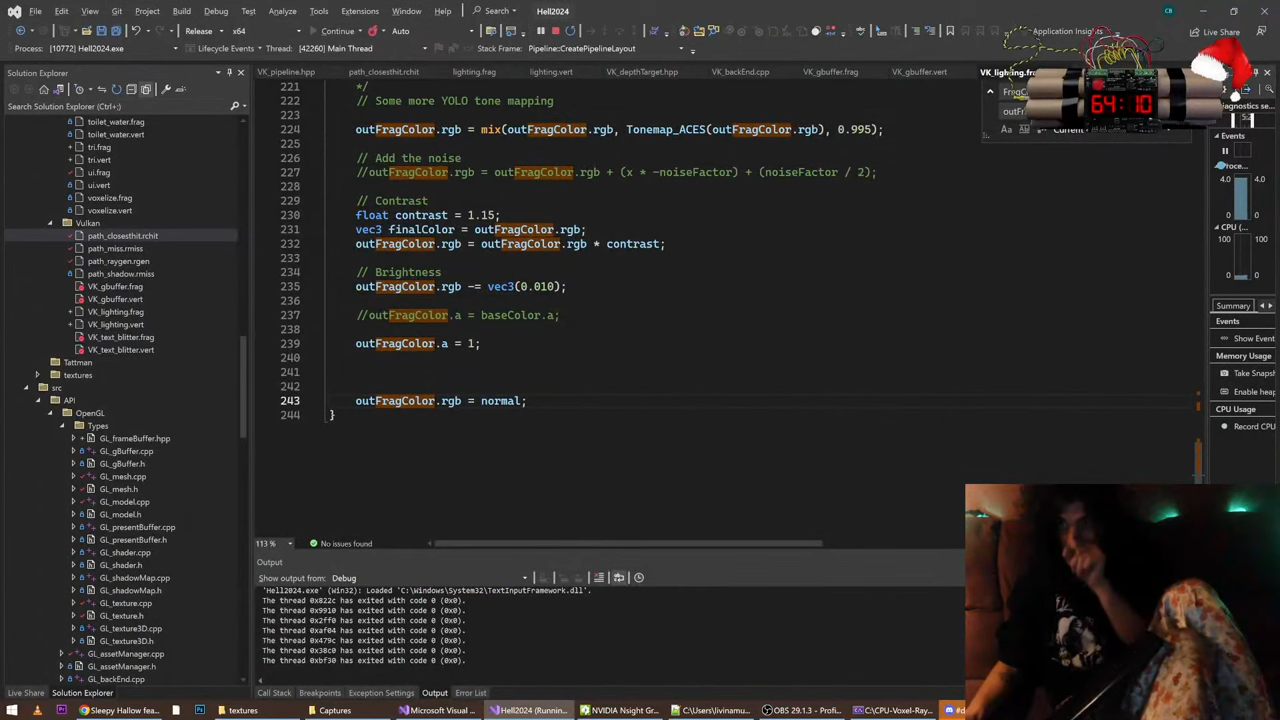 File Edit View Git Project Build Debug Test Analyze Tools Extensions Window Help Search Hell2024 CB
Release x64 Continue Auto Application Insights Live Share
Process: [10772] Hell2024.exe Lifecycle Events Thread: [42260] Main Thread Stack Frame: Pipeline::CreatePipelineLayout
64:10
Solution Explorer
VK_pipeline.hpp path_closesthit.rchit lighting.frag lighting.vert VK_depthTarget.hpp VK_backEnd.cpp VK_gbuffer.frag VK_gbuffer.vert VK_lighting.fra
Search Solution Explorer (Ctrl+;)
toilet_water.frag
toilet_water.vert
tri.frag
tri.vert
ui.frag
ui.vert
voxelize.frag
voxelize.vert
Vulkan
path_closesthit.rchit
path_miss.rmiss
path_raygen.rgen
path_shadow.rmiss
VK_gbuffer.frag
VK_gbuffer.vert
VK_lighting.frag
VK_lighting.vert
VK_text_blitter.frag
VK_text_blitter.vert
Tattman
textures
src
API
OpenGL
Types
GL_frameBuffer.hpp
GL_gBuffer.cpp
GL_gBuffer.h
GL_mesh.cpp
GL_mesh.h
GL_model.cpp
GL_model.h
GL_presentBuffer.cpp
GL_presentBuffer.h
GL_shader.cpp
GL_shader.h
GL_shadowMap.cpp
GL_shadowMap.h
GL_texture.cpp
GL_texture.h
GL_texture3D.cpp
GL_texture3D.h
GL_assetManager.cpp
GL_assetManager.h
GL_backEnd.cpp
Live Share Solution Explorer
221 */
222 // Some more YOLO tone mapping
223
224 outFragColor.rgb = mix(outFragColor.rgb, Tonemap_ACES(outFragColor.rgb), 0.995);
225
226 // Add the noise
227 //outFragColor.rgb = outFragColor.rgb + (x * -noiseFactor) + (noiseFactor / 2);
228
229 // Contrast
230 float contrast = 1.15;
231 vec3 finalColor = outFragColor.rgb;
232 outFragColor.rgb = outFragColor.rgb * contrast;
233
234 // Brightness
235 outFragColor.rgb -= vec3(0.010);
236
237 //outFragColor.a = baseColor.a;
238
239 outFragColor.a = 1;
240
241
242
243 outFragColor.rgb = normal;
244 }
113 % No issues found
Output
Show output from: Debug
'Hell2024.exe' (Win32): Loaded 'C:\Windows\System32\TextInputFramework.dll'.
The thread 0x822c has exited with code 0 (0x0).
The thread 0x9910 has exited with code 0 (0x0).
The thread 0x2ff0 has exited with code 0 (0x0).
The thread 0xaf04 has exited with code 0 (0x0).
The thread 0x479c has exited with code 0 (0x0).
The thread 0x38c0 has exited with code 0 (0x0).
The thread 0xbf30 has exited with code 0 (0x0).
Call Stack Breakpoints Exception Settings Output Error List
Aa
Events
4.0 4.0
0 0
CPU (
100 100
0 0
Summary
Events
Show Event
Memory Usage
Take Snaps
Enable heap
CPU Usage
Record CPU
Sleepy Hallow fea textures Captures Microsoft Visual Hell2024 (Runnin NVIDIA Nsight Gr C:\Users\livinamu OBS 29.1.3 - Profi C:\CPU-Voxel-Ray